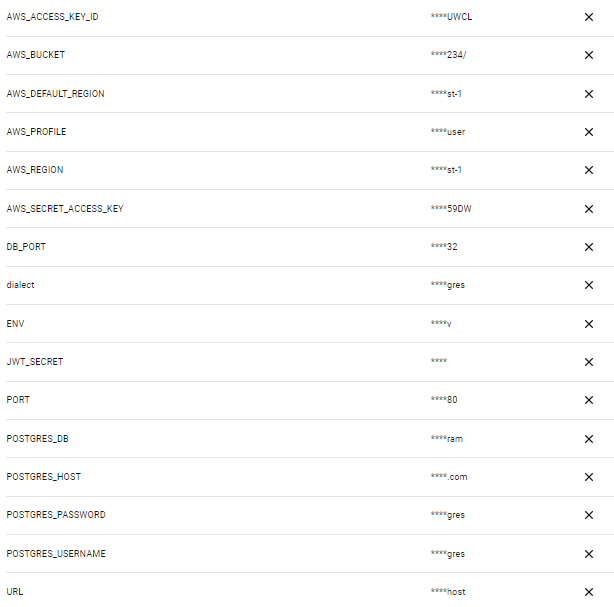 AWS_ACCESS_KEY_ID ****UWCL ×
AWS_BUCKET ****234/ ×
AWS_DEFAULT_REGION ****st-1 ×
AWS_PROFILE ****user ×
AWS_REGION ****st-1 ×
AWS_SECRET_ACCESS_KEY ****59DW ×
DB_PORT ****32 ×
dialect ****gres ×
ENV ****v ×
JWT_SECRET **** ×
PORT ****80 ×
POSTGRES_DB ****ram ×
POSTGRES_HOST ****.com ×
POSTGRES_PASSWORD ****gres ×
POSTGRES_USERNAME ****gres ×
URL ****host ×